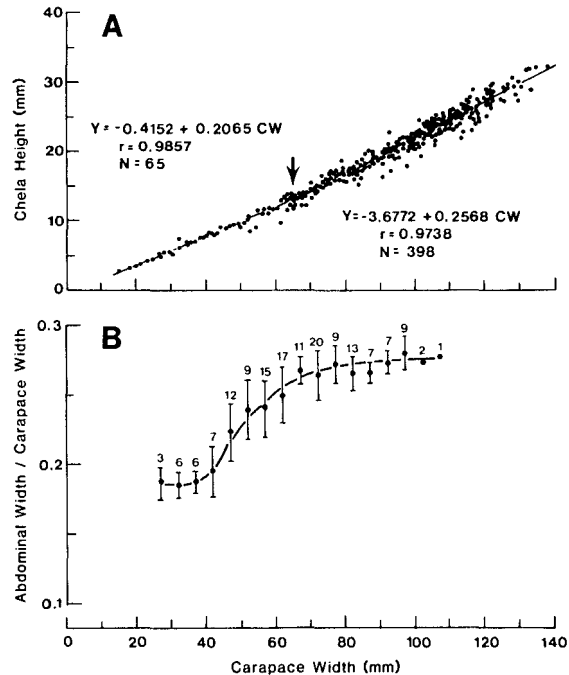 A
Chela Height (mm)
40
30
20
10
0
Y=-0.4152 + 0.2065 CW
r=0.9857
N=65
Y=-3.6772 + 0.2568 CW
r=0.9738
N=398
B
Abdominal Width / Carapace Width
0.3
0.2
0.1
3 6 6 7 12 9 15 17 11 20 9 13 7 7 9 2 1
0 20 40 60 80 100 120 140
Carapace Width (mm)